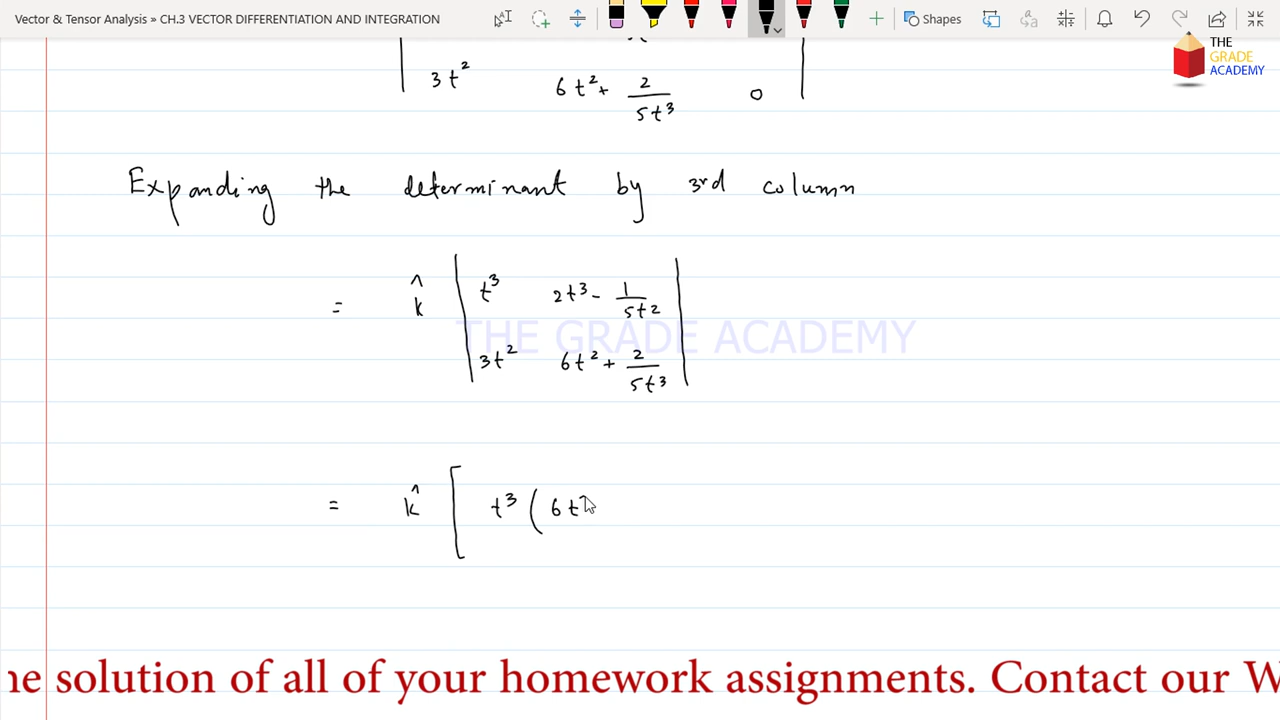 Vector & Tensor Analysis » CH.3 VECTOR DIFFERENTIATION AND INTEGRATION
Shapes
THE
GRADE
ACADEMY
3t² 6t² + 2/5t³ 0
Expanding the determinant by 3rd column
= k̂ | t³ 2t³ - 1/5t² |
| 3t² 6t² + 2/5t³ |
THE GRADE ACADEMY
= k̂ [ t³ ( 6t
he solution of all of your homework assignments. Contact our W